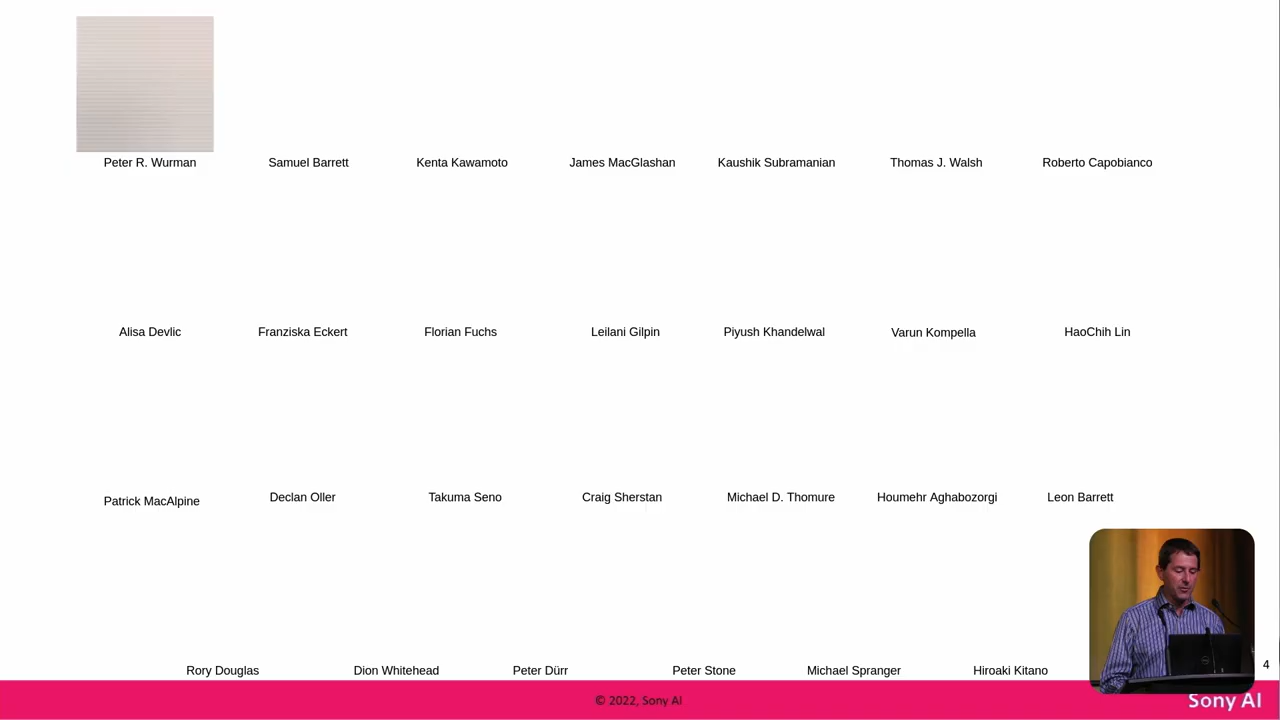 Peter R. Wurman Samuel Barrett Kenta Kawamoto James MacGlashan Kaushik Subramanian Thomas J. Walsh Roberto Capobianco
Alisa Devlic Franziska Eckert Florian Fuchs Leilani Gilpin Piyush Khandelwal Varun Kompella HaoChih Lin
Patrick MacAlpine Declan Oller Takuma Seno Craig Sherstan Michael D. Thomure Houmehr Aghabozorgi Leon Barrett
Rory Douglas Dion Whitehead Peter Dürr Peter Stone Michael Spranger Hiroaki Kitano
4
© 2022, Sony AI
Sony AI